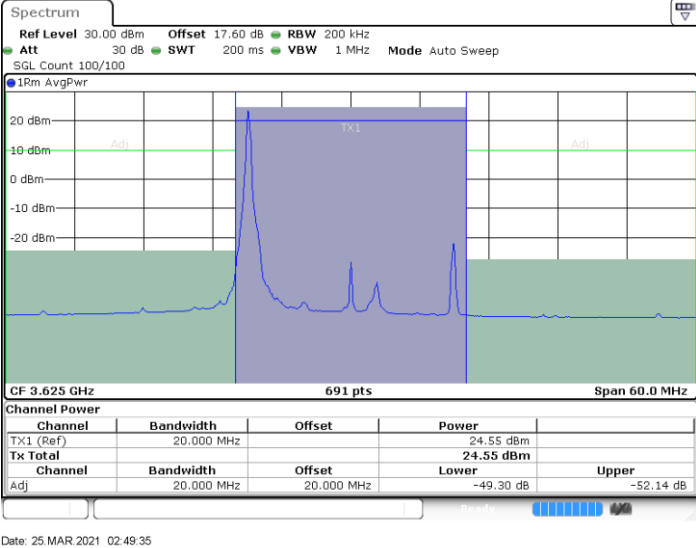 Spectrum
Ref Level 30.00 dBm Offset 17.60 dB RBW 200 kHz
Att 30 dB SWT 200 ms VBW 1 MHz Mode Auto Sweep
SGL Count 100/100
1Rm AvgPwr
20 dBm
TX1
Adj
Adj
10 dBm
0 dBm
-10 dBm
-20 dBm
CF 3.625 GHz 691 pts Span 60.0 MHz
Channel Power
Channel Bandwidth Offset Power
TX1 (Ref) 20.000 MHz 24.55 dBm
Tx Total 24.55 dBm
Channel Bandwidth Offset Lower Upper
Adj 20.000 MHz 20.000 MHz -49.30 dB -52.14 dB
Ready
Date: 25.MAR.2021 02:49:35